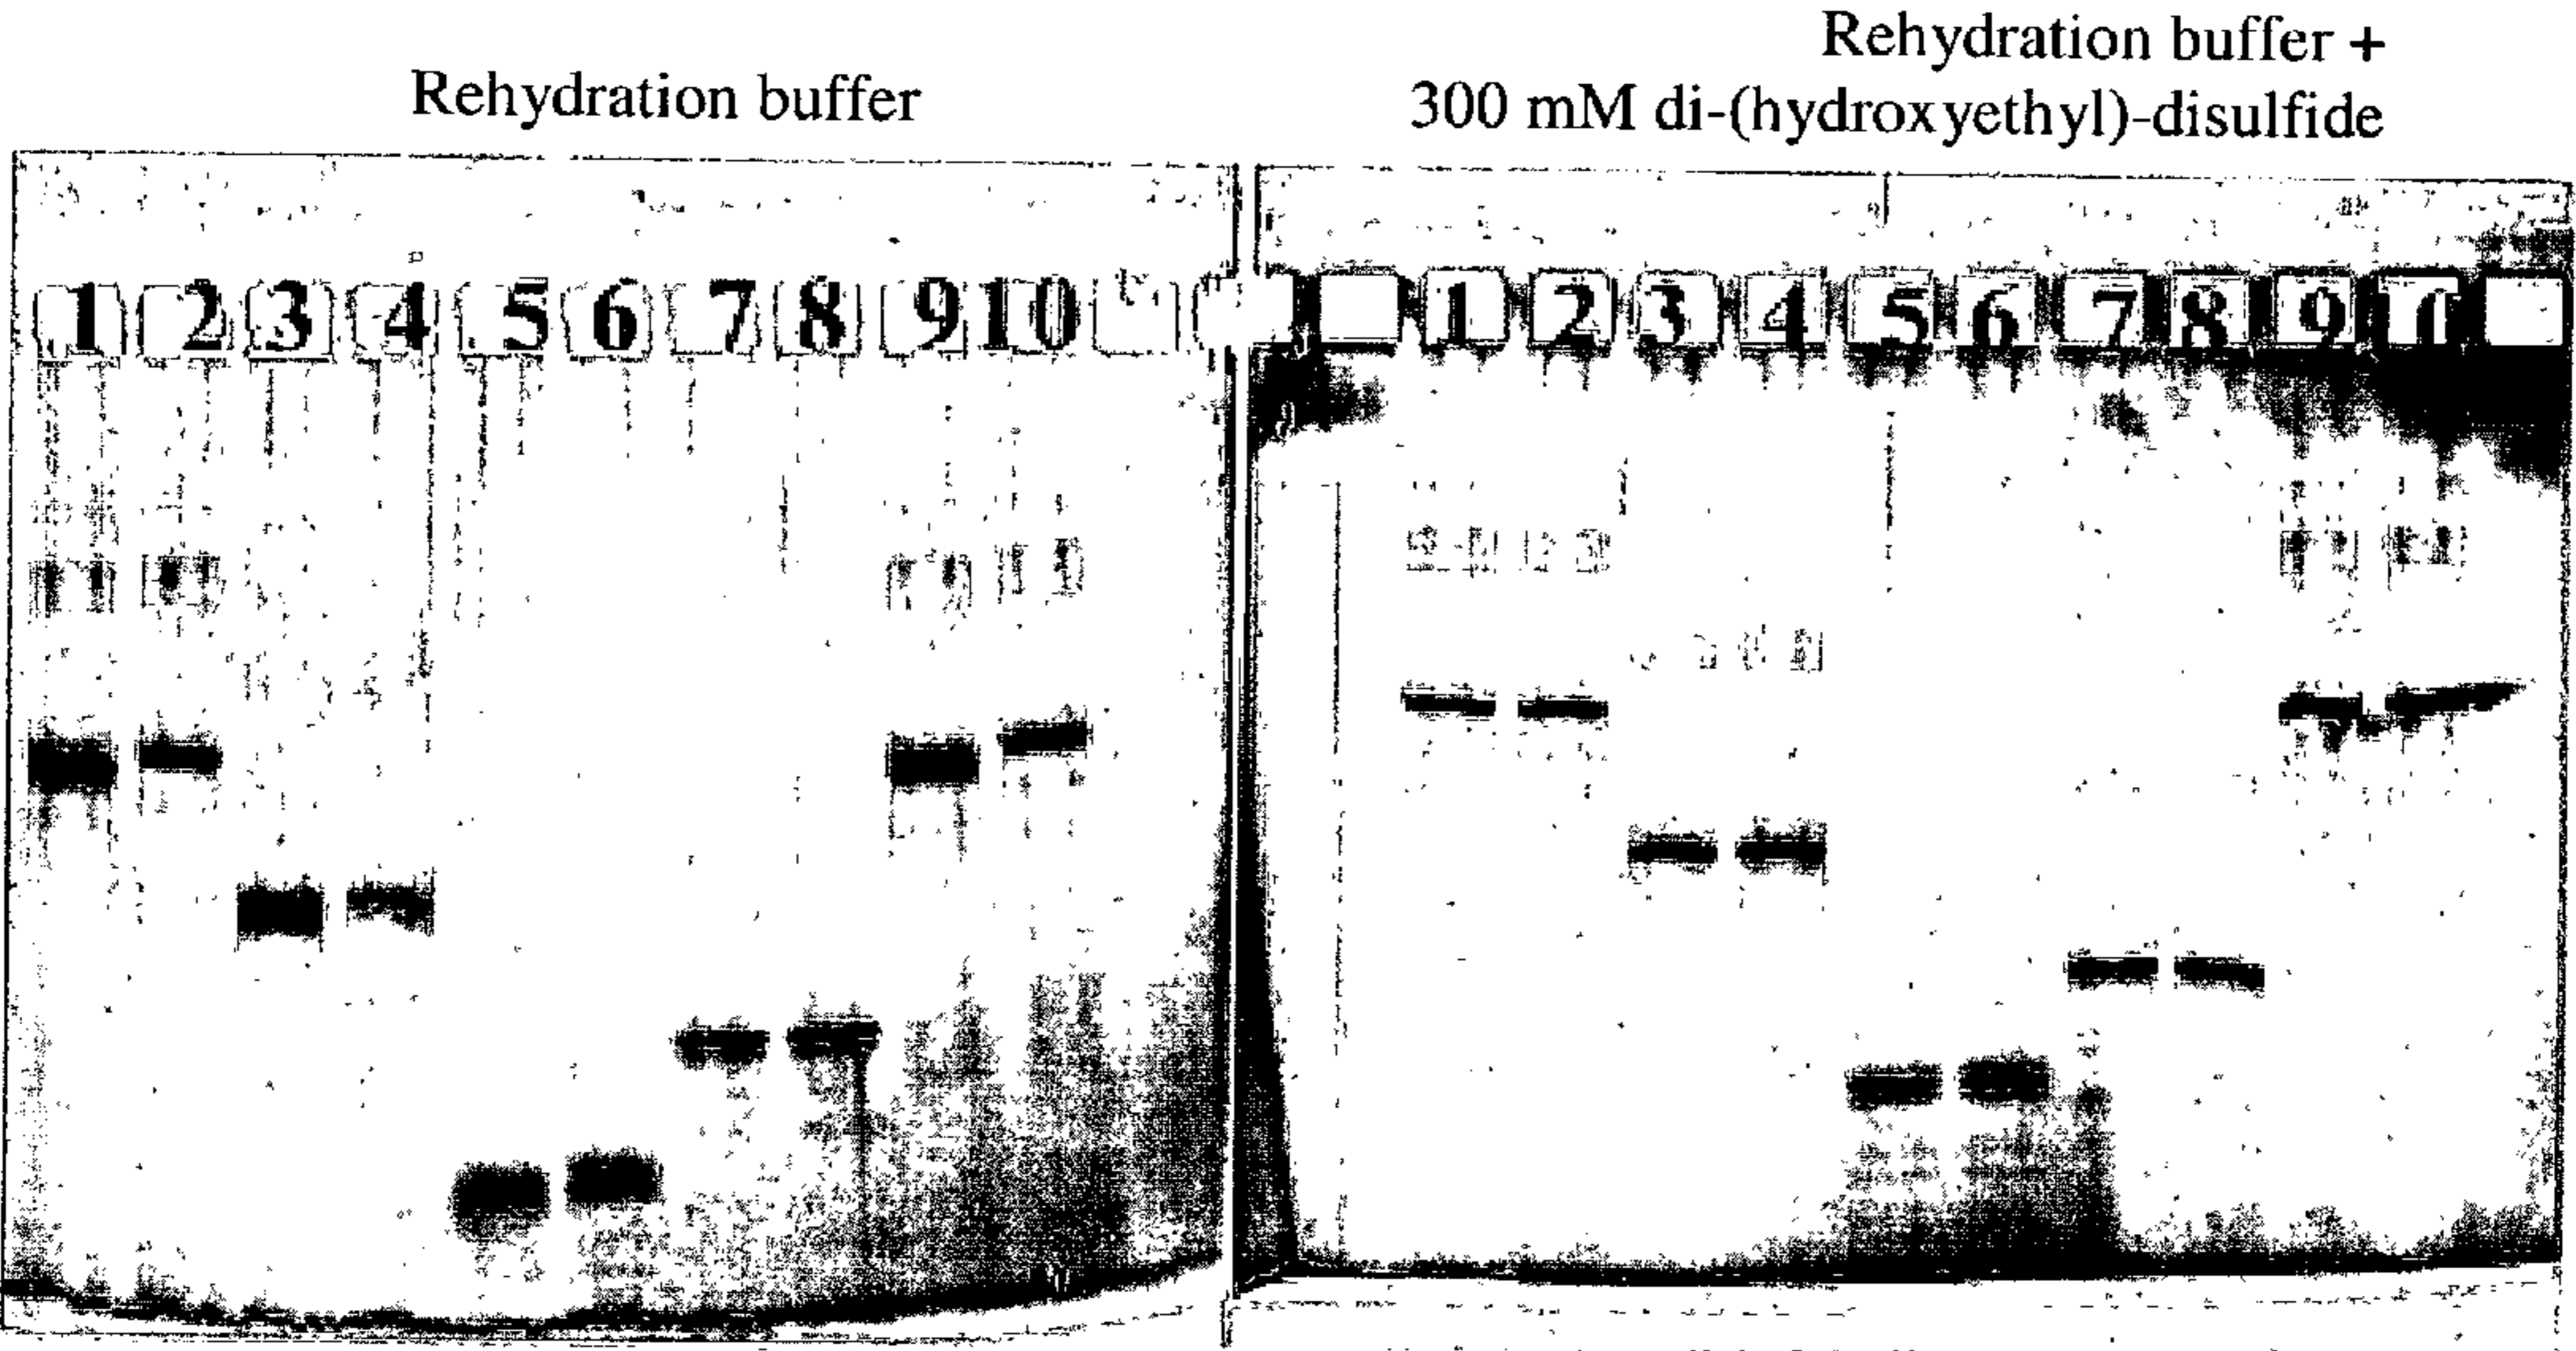 Rehydration buffer
Rehydration buffer +
300 mM di-(hydroxyethyl)-disulfide
1 2 3 4 5 6 7 8 9 10
1 2 3 4 5 6 7 8 9 10